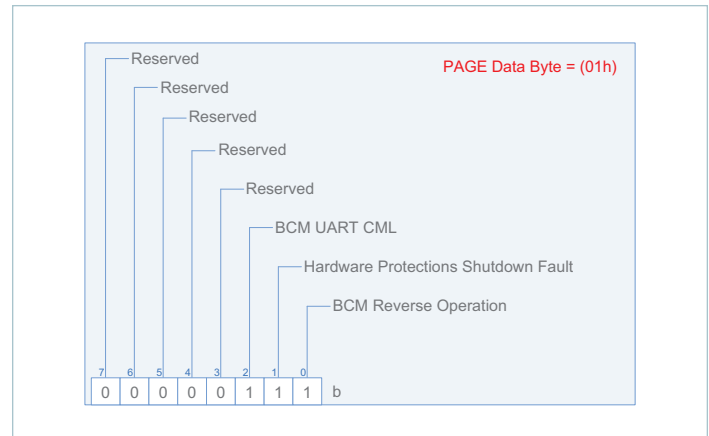 Reserved
PAGE Data Byte = (01h)
Reserved
Reserved
Reserved
Reserved
BCM UART CML
Hardware Protections Shutdown Fault
BCM Reverse Operation
7 6 5 4 3 2 1 0
0 0 0 0 0 1 1 1 b